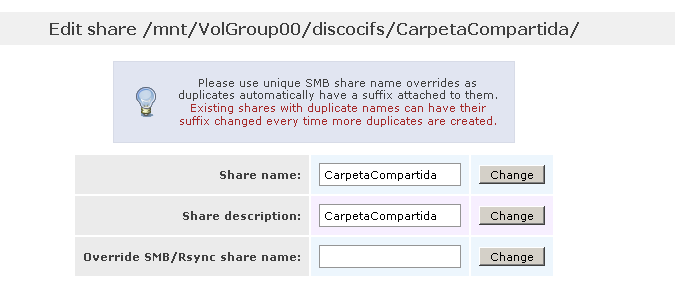 Edit share /mnt/VolGroup00/discocifs/CarpetaCompartida/
Please use unique SMB share name overrides as
duplicates automatically have a suffix attached to them.
Existing shares with duplicate names can have their
suffix changed every time more duplicates are created.
Share name: CarpetaCompartida Change
Share description: CarpetaCompartida Change
Override SMB/Rsync share name: Change